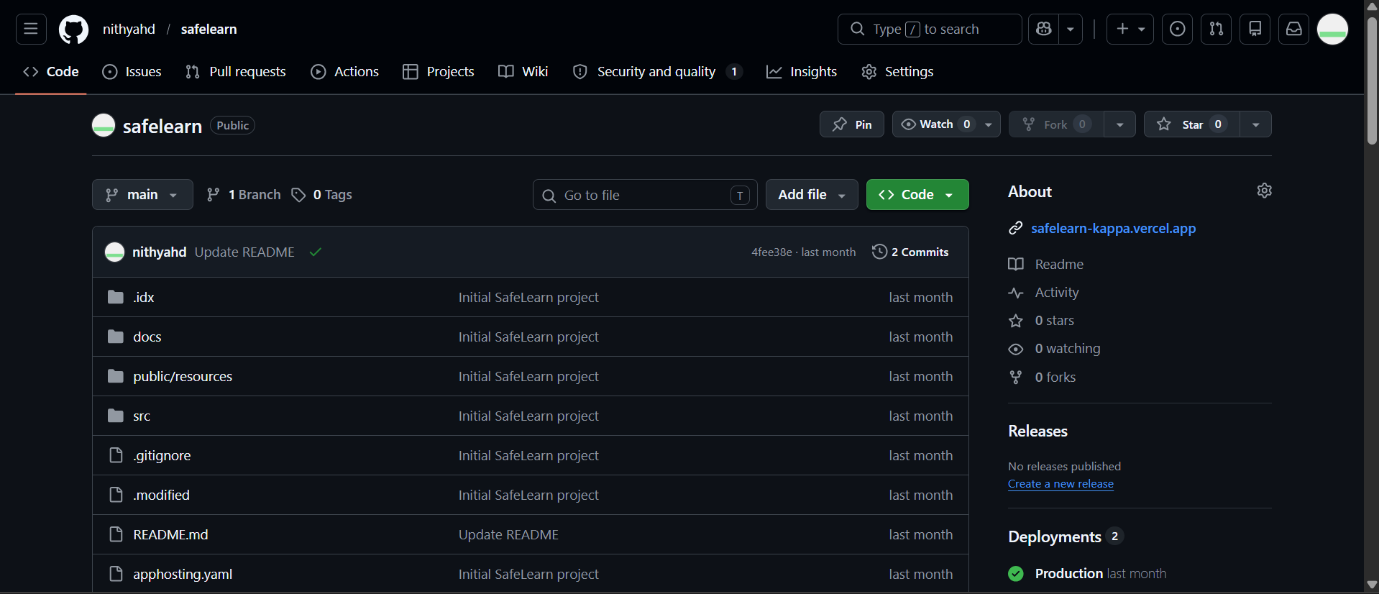 nithyahd / safelearn
Type / to search
Code Issues Pull requests Actions Projects Wiki Security and quality 1 Insights Settings
safelearn Public
Pin Watch 0 Fork 0 Star 0
main 1 Branch 0 Tags
Go to file T Add file Code
nithyahd Update README 4fee38e · last month 2 Commits
.idx Initial SafeLearn project last month
docs Initial SafeLearn project last month
public/resources Initial SafeLearn project last month
src Initial SafeLearn project last month
.gitignore Initial SafeLearn project last month
.modified Initial SafeLearn project last month
README.md Update README last month
apphosting.yaml Initial SafeLearn project last month
About
safelearn-kappa.vercel.app
Readme
Activity
0 stars
0 watching
0 forks
Releases
No releases published
Create a new release
Deployments 2
Production last month